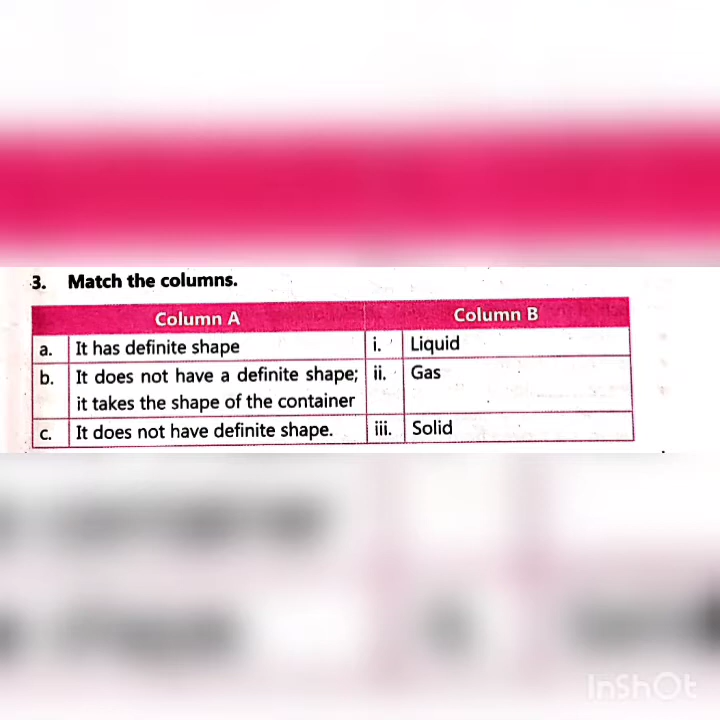 3. Match the columns.
Column A Column B
a. It has definite shape i. Liquid
b. It does not have a definite shape; ii. Gas
it takes the shape of the container
c. It does not have definite shape. iii. Solid
InShOt